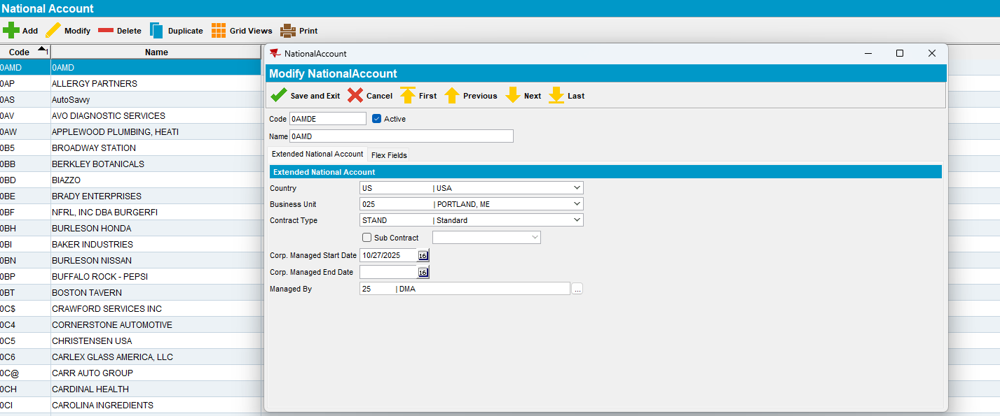 National Account
Add Modify Delete Duplicate Grid Views Print
Code 1 Name
0AMD 0AMD
0AP ALLERGY PARTNERS
0AS AutoSavvy
0AV AVO DIAGNOSTIC SERVICES
0AW APPLEWOOD PLUMBING, HEATI
0B5 BROADWAY STATION
0BB BERKLEY BOTANICALS
0BD BIAZZO
0BE BRADY ENTERPRISES
0BF NFRL, INC DBA BURGERFI
0BH BURLESON HONDA
0BI BAKER INDUSTRIES
0BN BURLESON NISSAN
0BP BUFFALO ROCK - PEPSI
0BT BOSTON TAVERN
0C$ CRAWFORD SERVICES INC
0C4 CORNERSTONE AUTOMOTIVE
0C5 CHRISTENSEN USA
0C6 CARLEX GLASS AMERICA, LLC
0C@ CARR AUTO GROUP
0CH CARDINAL HEALTH
0CI CAROLINA INGREDIENTS
NationalAccount
Modify NationalAccount
Save and Exit Cancel First Previous Next Last
Code 0AMDE Active
Name 0AMD
Extended National Account Flex Fields
Extended National Account
Country US | USA
Business Unit 025 | PORTLAND, ME
Contract Type STAND | Standard
Sub Contract
Corp. Managed Start Date 10/27/2025 16
Corp. Managed End Date 16
Managed By 25 | DMA ...